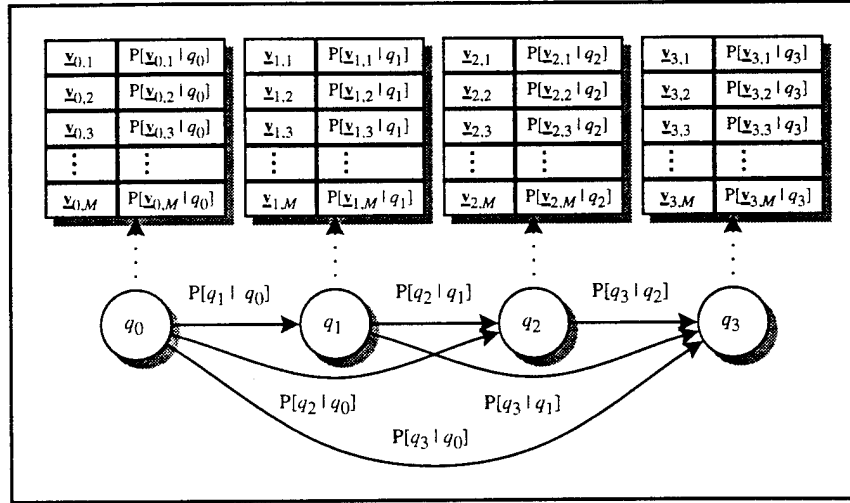 v0,1 P[v0,1 | q0] v1,1 P[v1,1 | q1] v2,1 P[v2,1 | q2] v3,1 P[v3,1 | q3]
v0,2 P[v0,2 | q0] v1,2 P[v1,2 | q1] v2,2 P[v2,2 | q2] v3,2 P[v3,2 | q3]
v0,3 P[v0,3 | q0] v1,3 P[v1,3 | q1] v2,3 P[v2,3 | q2] v3,3 P[v3,3 | q3]
⋮ ⋮ ⋮ ⋮ ⋮ ⋮ ⋮ ⋮
v0,M P[v0,M | q0] v1,M P[v1,M | q1] v2,M P[v2,M | q2] v3,M P[v3,M | q3]
P[q1 | q0] P[q2 | q1] P[q3 | q2]
q0 q1 q2 q3
P[q2 | q0] P[q3 | q1]
P[q3 | q0]